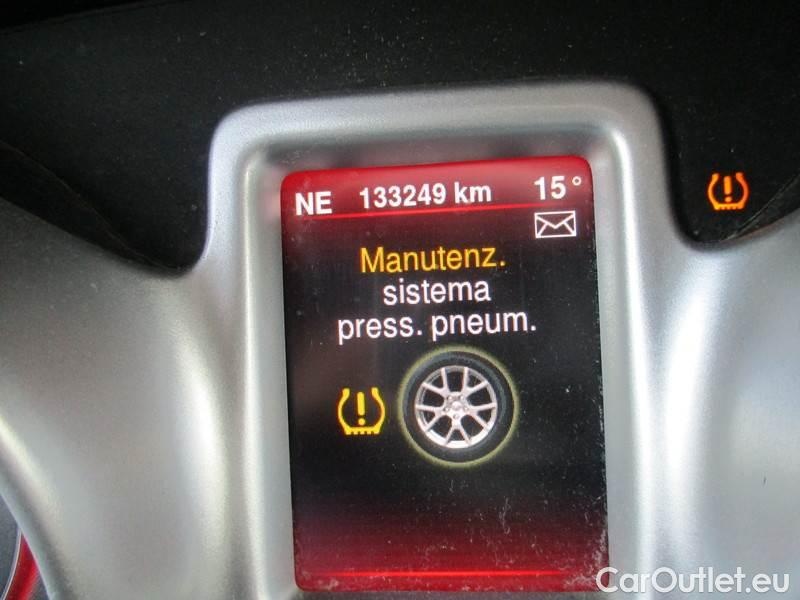 NE 133249 km 15°
Manutenz.
sistema
press. pneum.
CarOutlet.eu